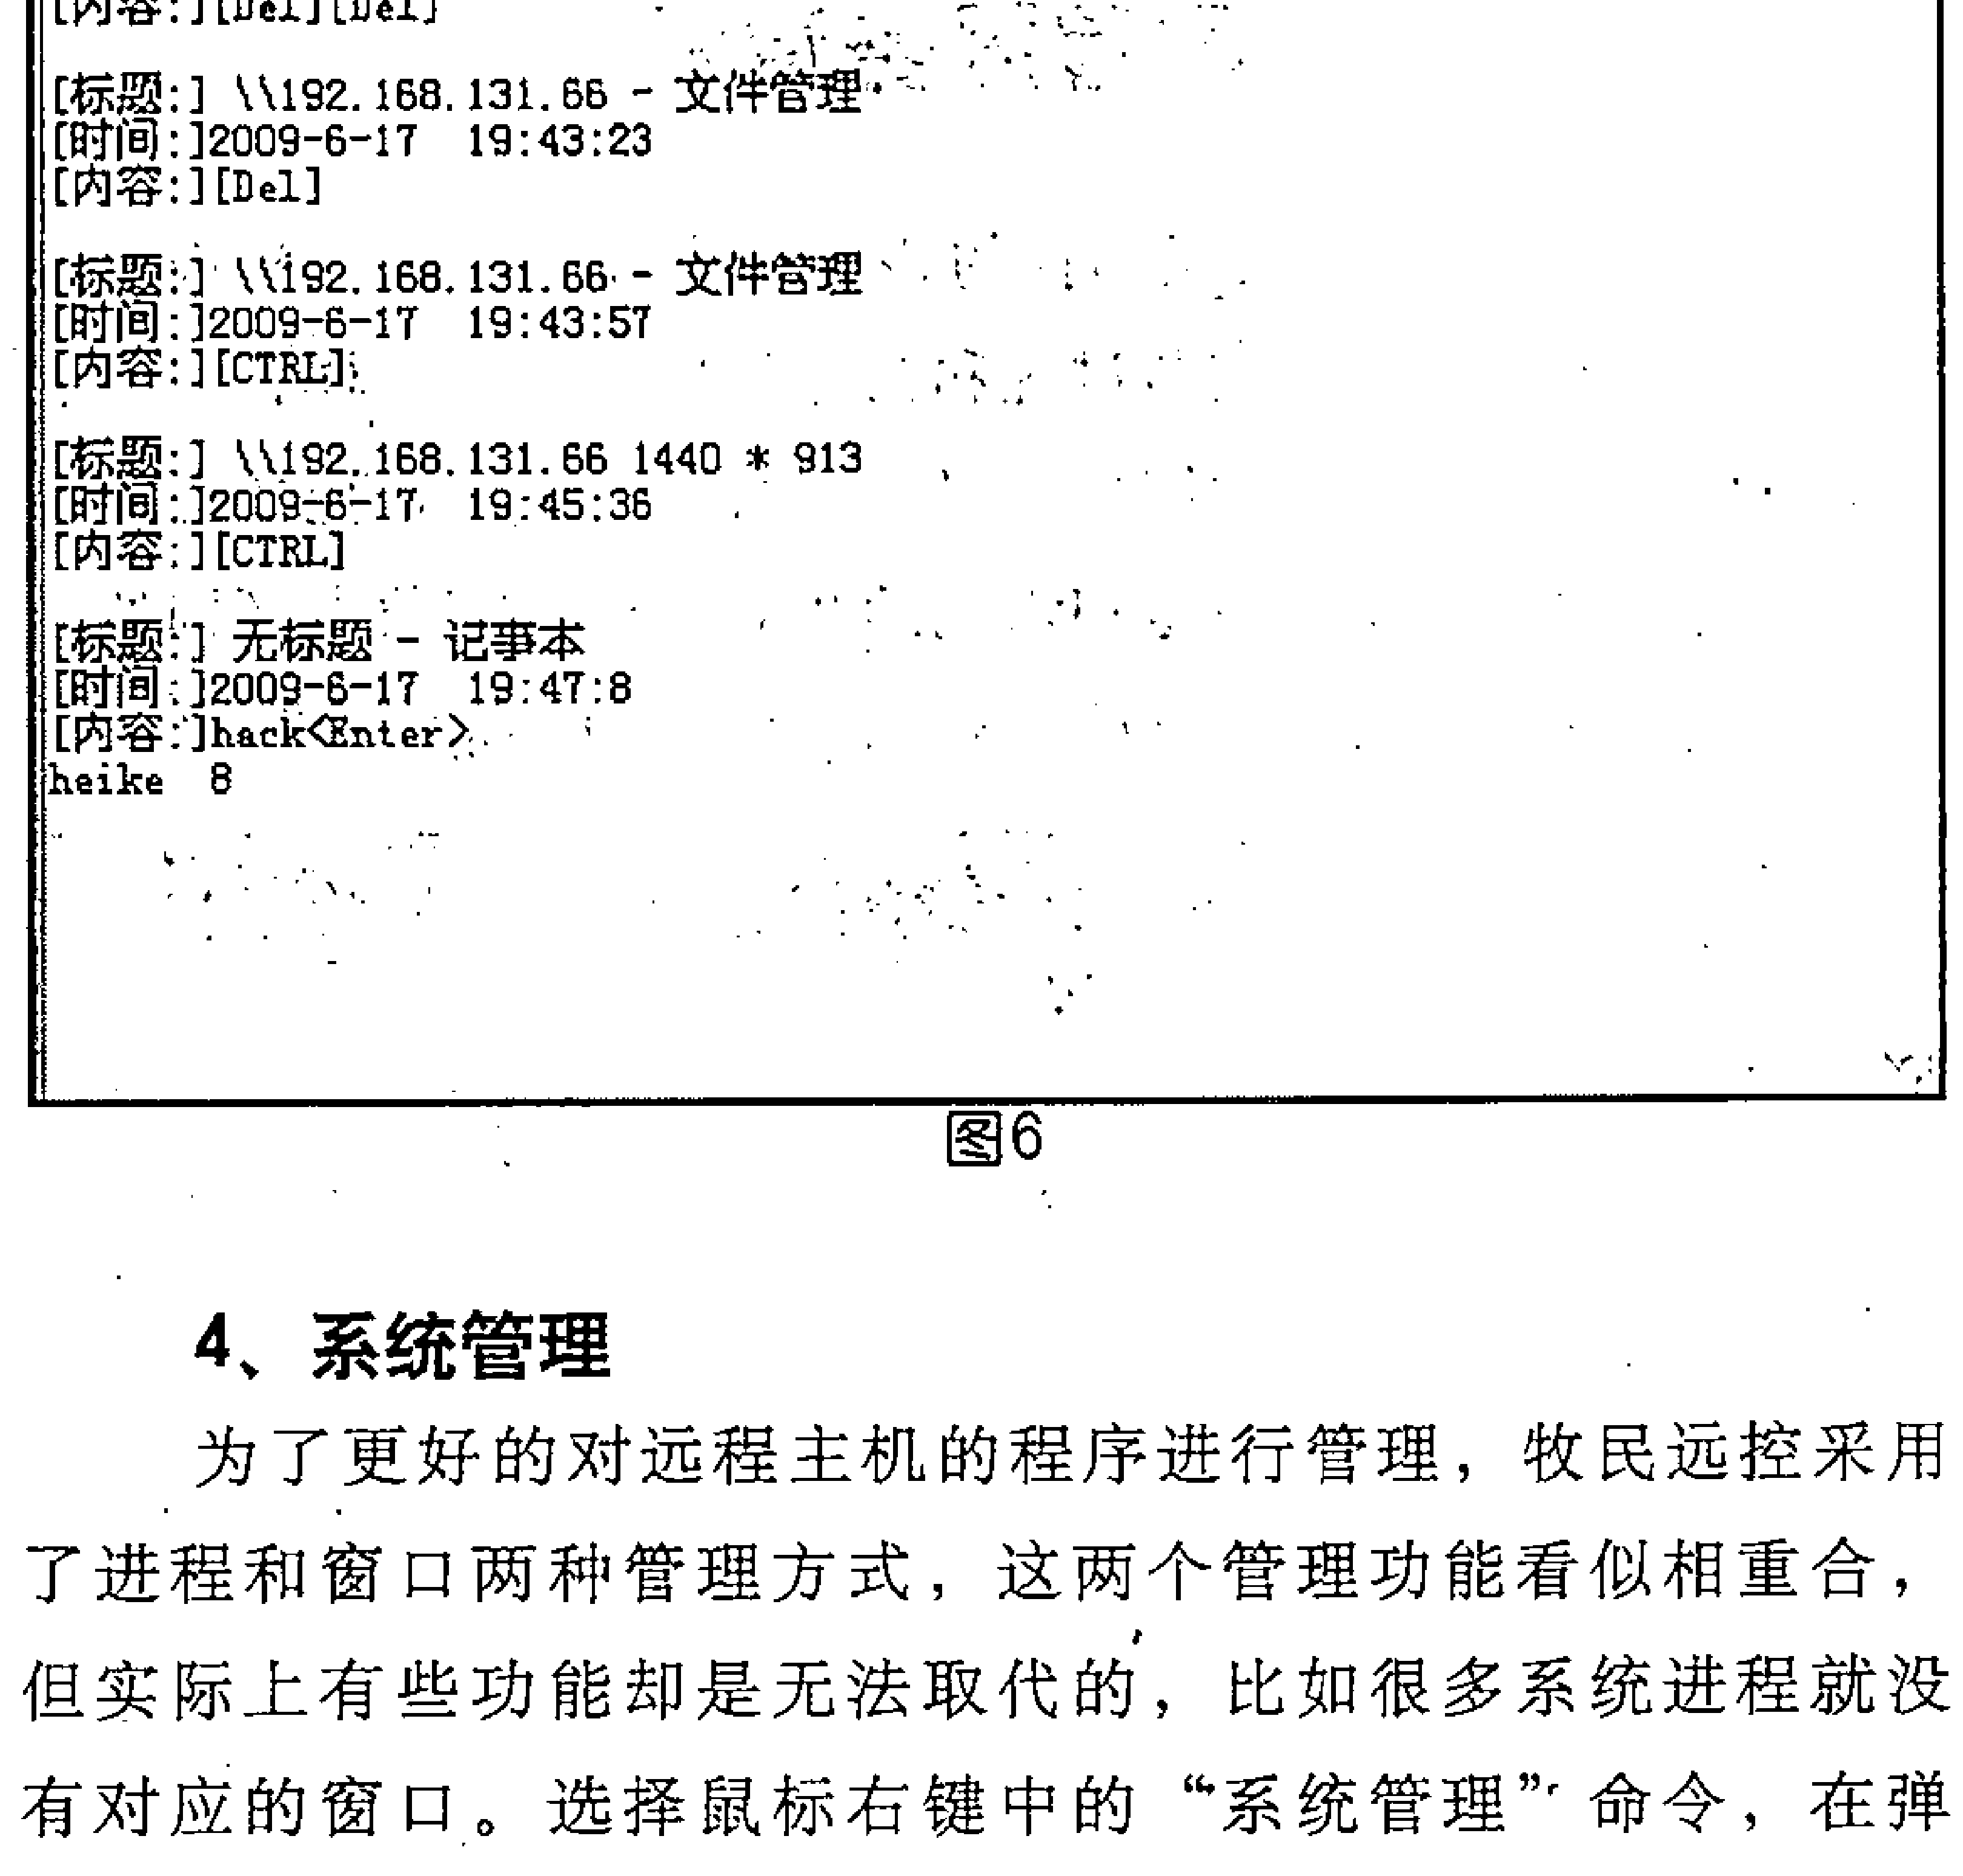 [内容:][Del][Del]
[标题:] \\192.168.131.66 - 文件管理
[时间:]2009-6-17  19:43:23
[内容:][Del]
[标题:] \\192.168.131.66 - 文件管理
[时间:]2009-6-17  19:43:57
[内容:][CTRL]
[标题:] \\192.168.131.66 1440 * 913
[时间:]2009-6-17  19:45:36
[内容:][CTRL]
[标题:] 无标题 - 记事本
[时间:]2009-6-17  19:47:8
[内容:]hack<Enter>
heike  8
图6
4、系统管理
为了更好的对远程主机的程序进行管理，牧民远控采用
了进程和窗口两种管理方式，这两个管理功能看似相重合，
但实际上有些功能却是无法取代的，比如很多系统进程就没
有对应的窗口。选择鼠标右键中的“系统管理”命令，在弹